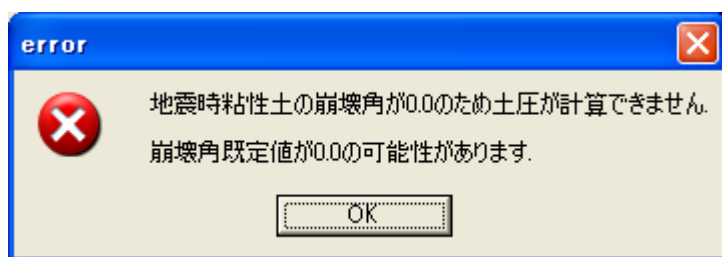 error
地震時粘性土の崩壊角が0.0のため土圧が計算できません.
崩壊角既定値が0.0の可能性があります.
OK